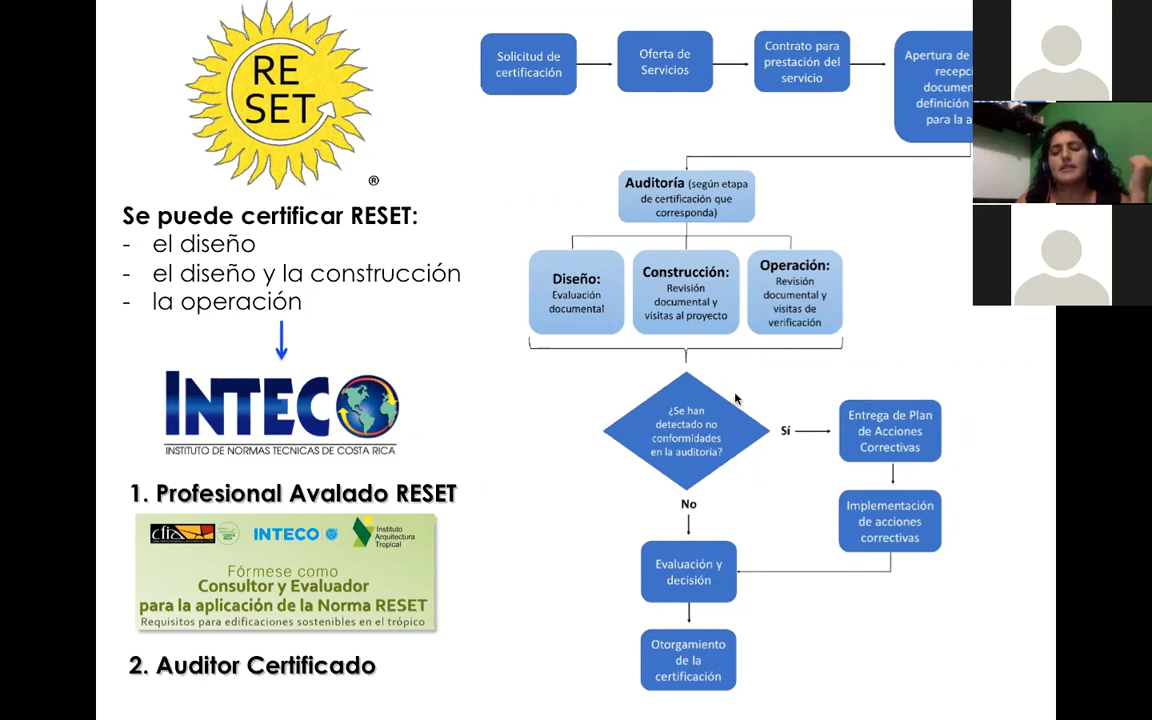 RE
SET
®
Se puede certificar RESET:
- el diseño
- el diseño y la construcción
- la operación
INTECO
INSTITUTO DE NORMAS TECNICAS DE COSTA RICA
1. Profesional Avalado RESET
cfia
INTECO
Instituto
Arquitectura
Tropical
Fórmese como
Consultor y Evaluador
para la aplicación de la Norma RESET
Requisitos para edificaciones sostenibles en el trópico
2. Auditor Certificado
Solicitud de
certificación
Oferta de
Servicios
Contrato para
prestación del
servicio
Apertura de
recepci
documen
definición
para la a
Auditoría (según etapa
de certificación que
corresponda)
Diseño:
Evaluación
documental
Construcción:
Revisión
documental y
visitas al proyecto
Operación:
Revisión
documental y
visitas de
verificación
¿Se han
detectado no
conformidades
en la auditoría?
Sí
Entrega de Plan
de Acciones
Correctivas
Implementación
de acciones
correctivas
No
Evaluación y
decisión
Otorgamiento
de la
certificación